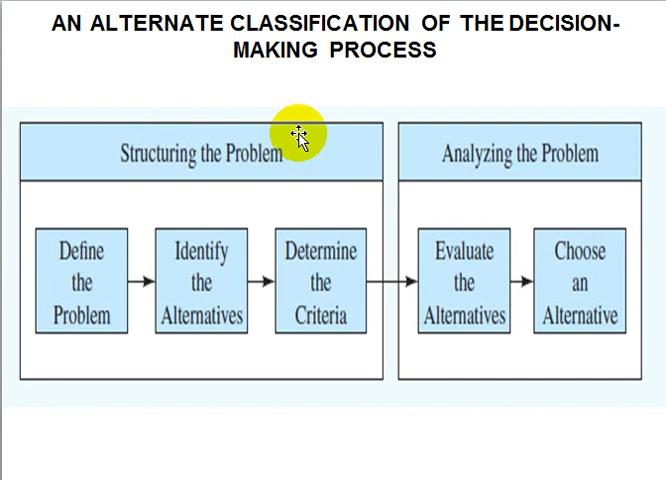 AN ALTERNATE CLASSIFICATION OF THE DECISION-
MAKING PROCESS
Structuring the Problem
Analyzing the Problem
Define
the
Problem
Identify
the
Alternatives
Determine
the
Criteria
Evaluate
the
Alternatives
Choose
an
Alternative